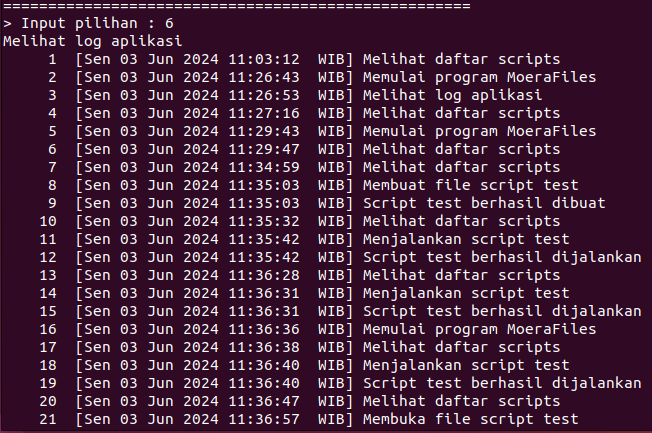 ====================================================
> Input pilihan : 6
Melihat log aplikasi
1 [Sen 03 Jun 2024 11:03:12 WIB] Melihat daftar scripts
2 [Sen 03 Jun 2024 11:26:43 WIB] Memulai program MoeraFiles
3 [Sen 03 Jun 2024 11:26:53 WIB] Melihat log aplikasi
4 [Sen 03 Jun 2024 11:27:16 WIB] Melihat daftar scripts
5 [Sen 03 Jun 2024 11:29:43 WIB] Memulai program MoeraFiles
6 [Sen 03 Jun 2024 11:29:47 WIB] Melihat daftar scripts
7 [Sen 03 Jun 2024 11:34:59 WIB] Melihat daftar scripts
8 [Sen 03 Jun 2024 11:35:03 WIB] Membuat file script test
9 [Sen 03 Jun 2024 11:35:03 WIB] Script test berhasil dibuat
10 [Sen 03 Jun 2024 11:35:32 WIB] Melihat daftar scripts
11 [Sen 03 Jun 2024 11:35:42 WIB] Menjalankan script test
12 [Sen 03 Jun 2024 11:35:42 WIB] Script test berhasil dijalankan
13 [Sen 03 Jun 2024 11:36:28 WIB] Melihat daftar scripts
14 [Sen 03 Jun 2024 11:36:31 WIB] Menjalankan script test
15 [Sen 03 Jun 2024 11:36:31 WIB] Script test berhasil dijalankan
16 [Sen 03 Jun 2024 11:36:36 WIB] Memulai program MoeraFiles
17 [Sen 03 Jun 2024 11:36:38 WIB] Melihat daftar scripts
18 [Sen 03 Jun 2024 11:36:40 WIB] Menjalankan script test
19 [Sen 03 Jun 2024 11:36:40 WIB] Script test berhasil dijalankan
20 [Sen 03 Jun 2024 11:36:47 WIB] Melihat daftar scripts
21 [Sen 03 Jun 2024 11:36:57 WIB] Membuka file script test